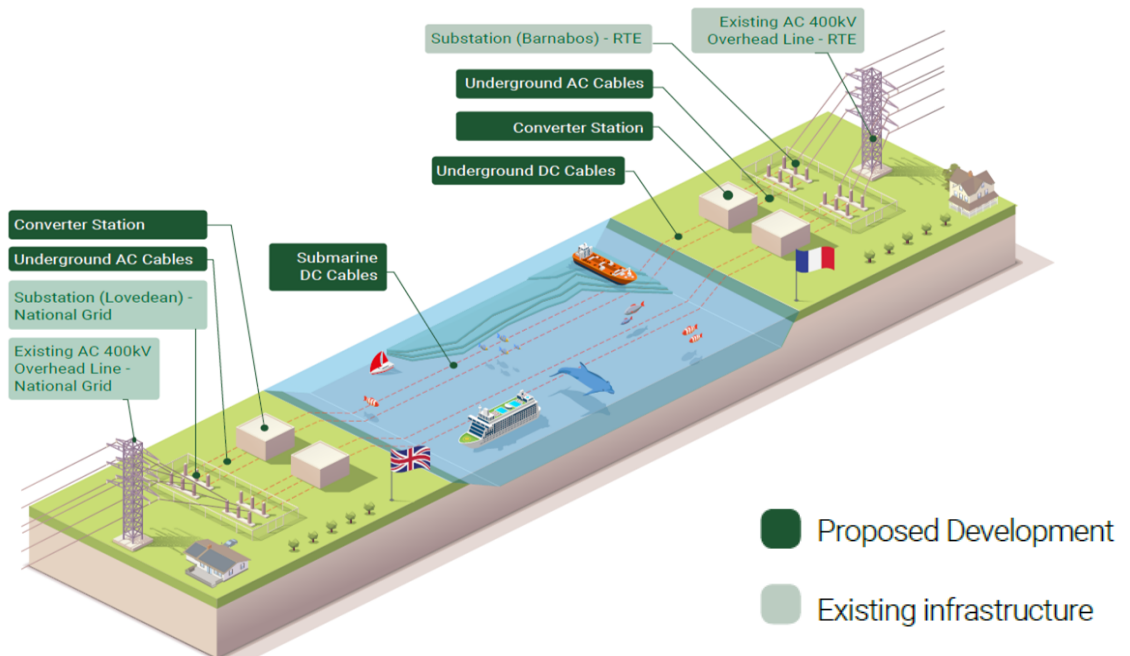 Existing AC 400kV
Overhead Line - RTE
Substation (Barnabos) - RTE
Underground AC Cables
Converter Station
Underground DC Cables
Converter Station
Underground AC Cables
Substation (Lovedean) -
National Grid
Existing AC 400kV
Overhead Line -
National Grid
Submarine
DC Cables
Proposed Development
Existing infrastructure